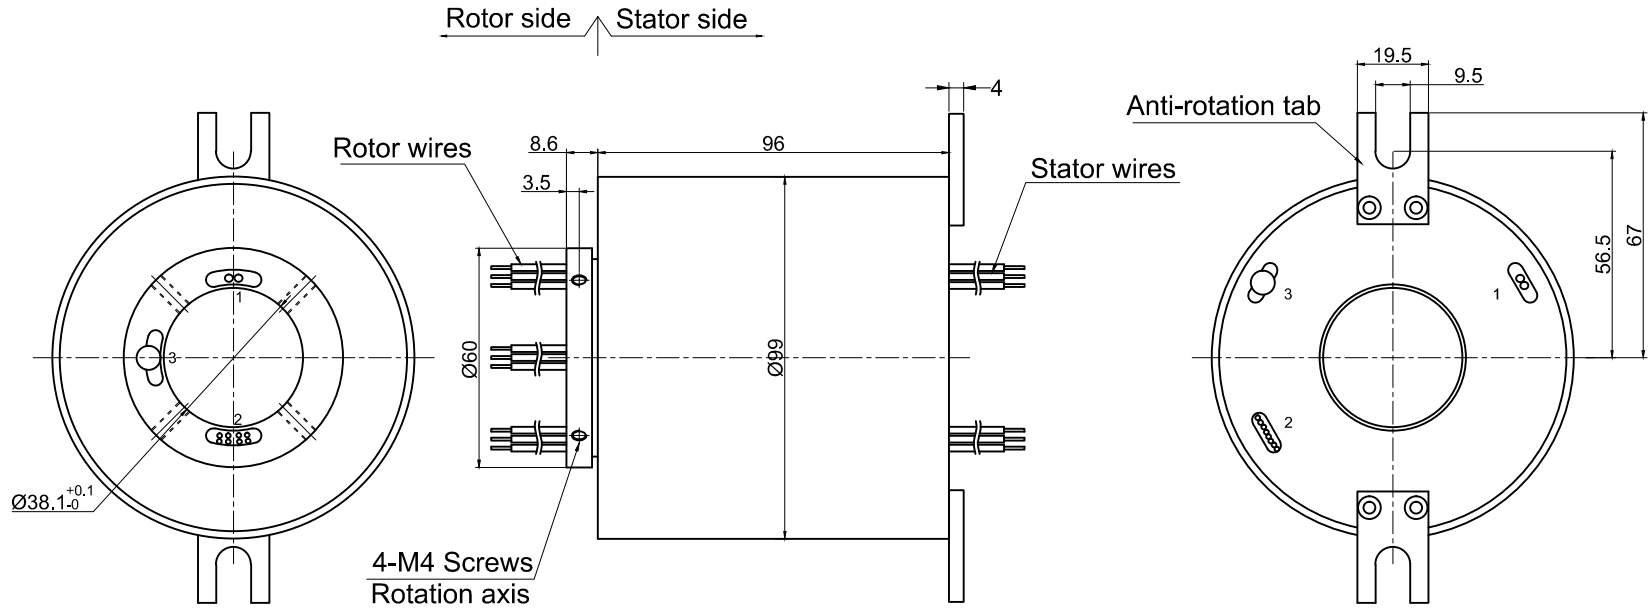 Rotor side
Stator side
19.5
9.5
4
Anti-rotation tab
Rotor wires
8.6
96
Stator wires
3.5
1
3
2
Ø60
Ø99
3
1
2
56.5
67
Ø38.1 +0.1 -0
4-M4 Screws
Rotation axis